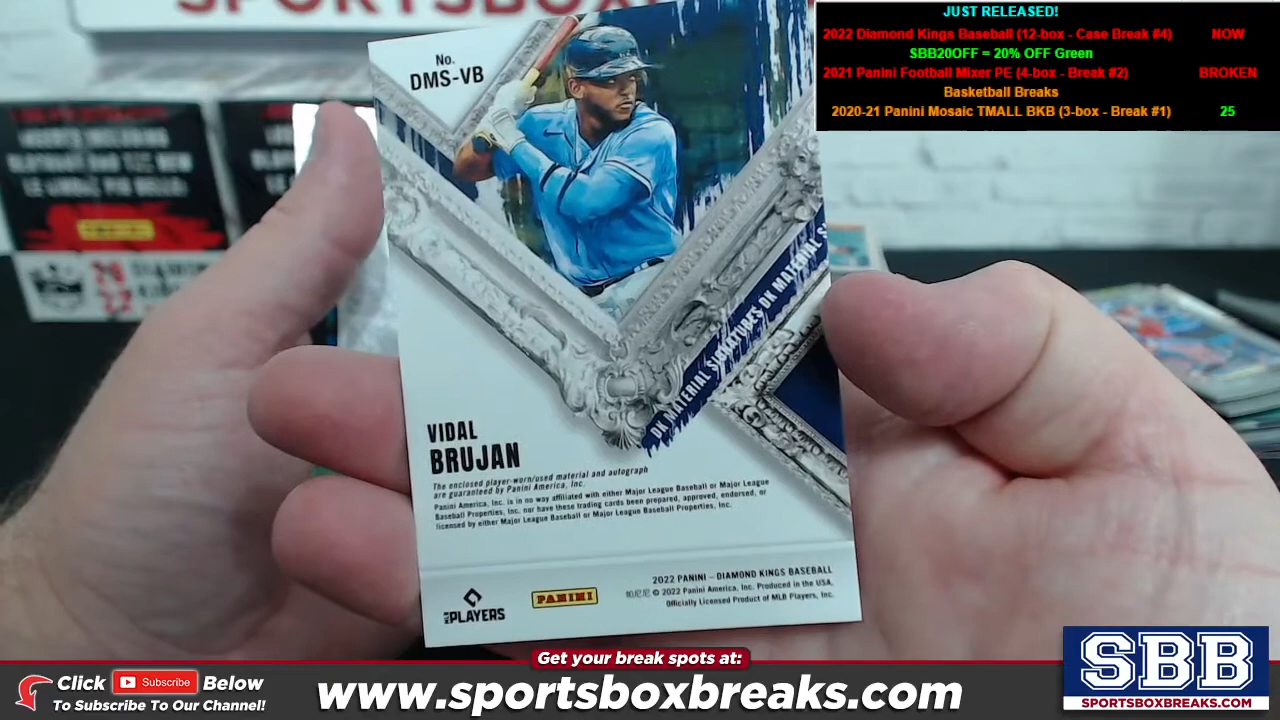 SPORTSBOX
JUST RELEASED!
2022 Diamond Kings Baseball (12-box - Case Break #4) NOW
SBB20OFF = 20% OFF Green
2021 Panini Football Mixer PE (4-box - Break #2) BROKEN
Basketball Breaks
2020-21 Panini Mosaic TMALL BKB (3-box - Break #1) 25
No.
DMS-VB
DK MATERIAL SIGNATURES DK MATERIAL
VIDAL
BRUJAN
The enclosed player-worn/used material and autograph
are guaranteed by Panini America, Inc.
Panini America, Inc. is in no way affiliated with either Major League Baseball or Major League
Baseball Properties, Inc. nor have these trading cards been prepared, approved, endorsed, or
licensed by either Major League Baseball or Major League Baseball Properties, Inc.
2022 PANINI – DIAMOND KINGS BASEBALL
© 2022 Panini America, Inc. Produced in the USA.
Officially Licensed Product of MLB Players, Inc.
MLB PLAYERS
PANINI
Get your break spots at:
Click Subscribe Below
To Subscribe To Our Channel!
www.sportsboxbreaks.com
SBB
SPORTSBOXBREAKS.COM